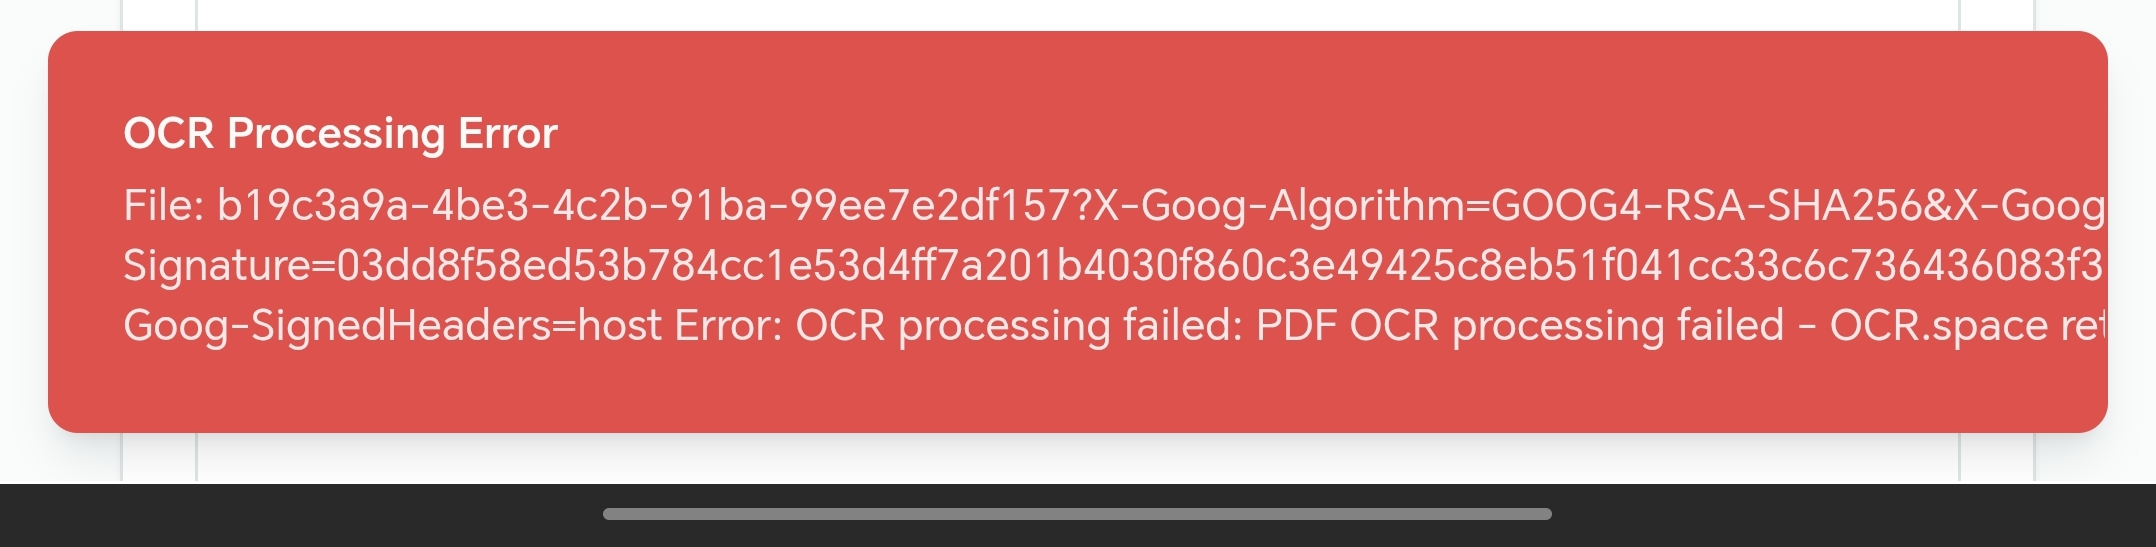 OCR Processing Error
File: b19c3a9a-4be3-4c2b-91ba-99ee7e2df157?X-Goog-Algorithm=GOOG4-RSA-SHA256&X-Goog
Signature=03dd8f58ed53b784cc1e53d4ff7a201b4030f860c3e49425c8eb51f041cc33c6c736436083f3
Goog-SignedHeaders=host Error: OCR processing failed: PDF OCR processing failed - OCR.space